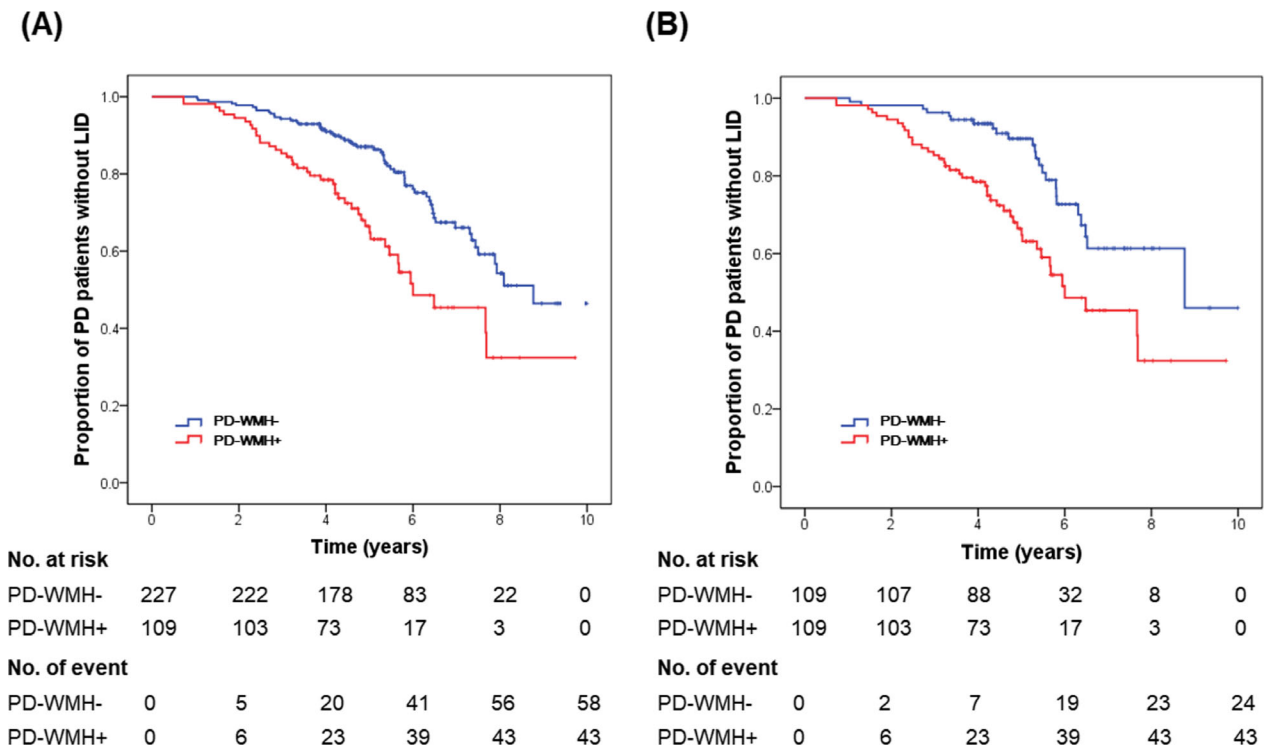 (A)
Proportion of PD patients without LID
1.0
0.8
0.6
0.4
0.2
0.0
PD-WMH-
PD-WMH+
0 2 4 6 8 10
Time (years)
No. at risk
PD-WMH- 227 222 178 83 22 0
PD-WMH+ 109 103 73 17 3 0
No. of event
PD-WMH- 0 5 20 41 56 58
PD-WMH+ 0 6 23 39 43 43
(B)
Proportion of PD patients without LID
1.0
0.8
0.6
0.4
0.2
0.0
PD-WMH-
PD-WMH+
0 2 4 6 8 10
Time (years)
No. at risk
PD-WMH- 109 107 88 32 8 0
PD-WMH+ 109 103 73 17 3 0
No. of event
PD-WMH- 0 2 7 19 23 24
PD-WMH+ 0 6 23 39 43 43